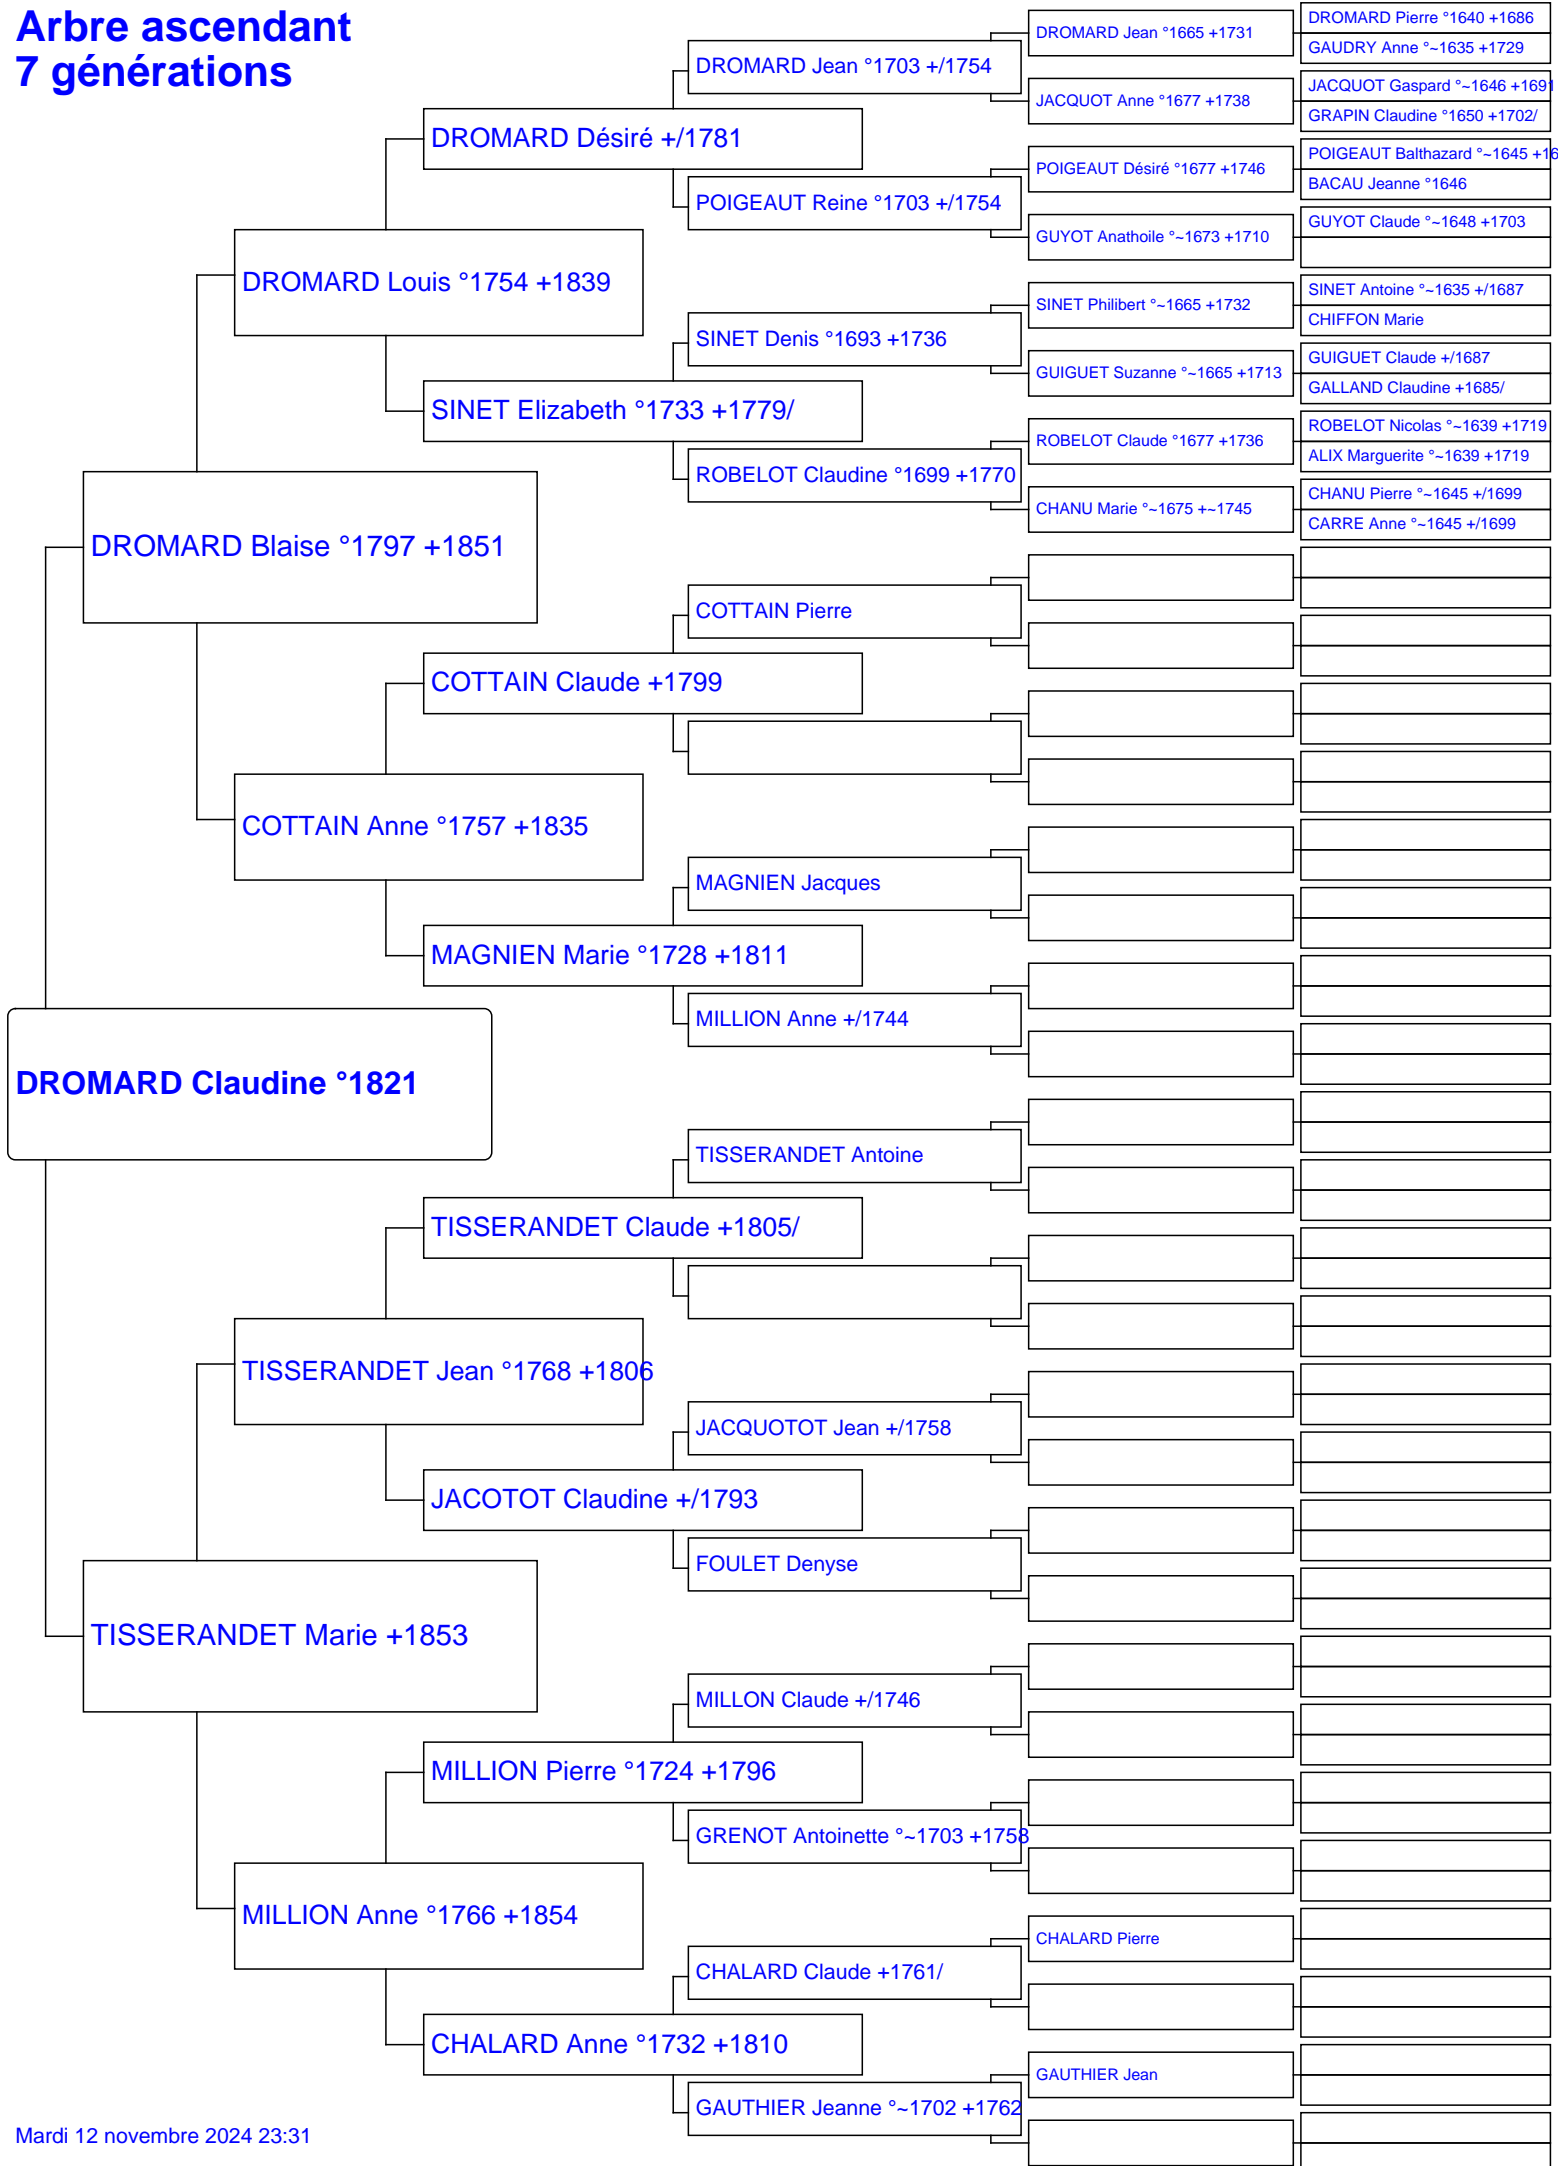 Arbre ascendant
7 générations
DROMARD Claudine °1821
DROMARD Blaise °1797 +1851
TISSERANDET Marie +1853
DROMARD Louis °1754 +1839
COTTAIN Anne °1757 +1835
TISSERANDET Jean °1768 +1806
MILLION Anne °1766 +1854
DROMARD Désiré +/1781
SINET Elizabeth °1733 +1779/
COTTAIN Claude +1799
MAGNIEN Marie °1728 +1811
TISSERANDET Claude +1805/
JACOTOT Claudine +/1793
MILLION Pierre °1724 +1796
CHALARD Anne °1732 +1810
DROMARD Jean °1703 +/1754
POIGEAUT Reine °1703 +/1754
SINET Denis °1693 +1736
ROBELOT Claudine °1699 +1770
COTTAIN Pierre
MAGNIEN Jacques
MILLION Anne +/1744
TISSERANDET Antoine
JACQUOTOT Jean +/1758
FOULET Denyse
MILLON Claude +/1746
GRENOT Antoinette °~1703 +1758
CHALARD Claude +1761/
GAUTHIER Jeanne °~1702 +1762
DROMARD Jean °1665 +1731
JACQUOT Anne °1677 +1738
POIGEAUT Désiré °1677 +1746
GUYOT Anathoile °~1673 +1710
SINET Philibert °~1665 +1732
GUIGUET Suzanne °~1665 +1713
ROBELOT Claude °1677 +1736
CHANU Marie °~1675 +~1745
CHALARD Pierre
GAUTHIER Jean
DROMARD Pierre °1640 +1686
GAUDRY Anne °~1635 +1729
JACQUOT Gaspard °~1646 +1691
GRAPIN Claudine °1650 +1702/
POIGEAUT Balthazard °~1645 +16
BACAU Jeanne °1646
GUYOT Claude °~1648 +1703
SINET Antoine °~1635 +/1687
CHIFFON Marie
GUIGUET Claude +/1687
GALLAND Claudine +1685/
ROBELOT Nicolas °~1639 +1719
ALIX Marguerite °~1639 +1719
CHANU Pierre °~1645 +/1699
CARRE Anne °~1645 +/1699
Mardi 12 novembre 2024 23:31